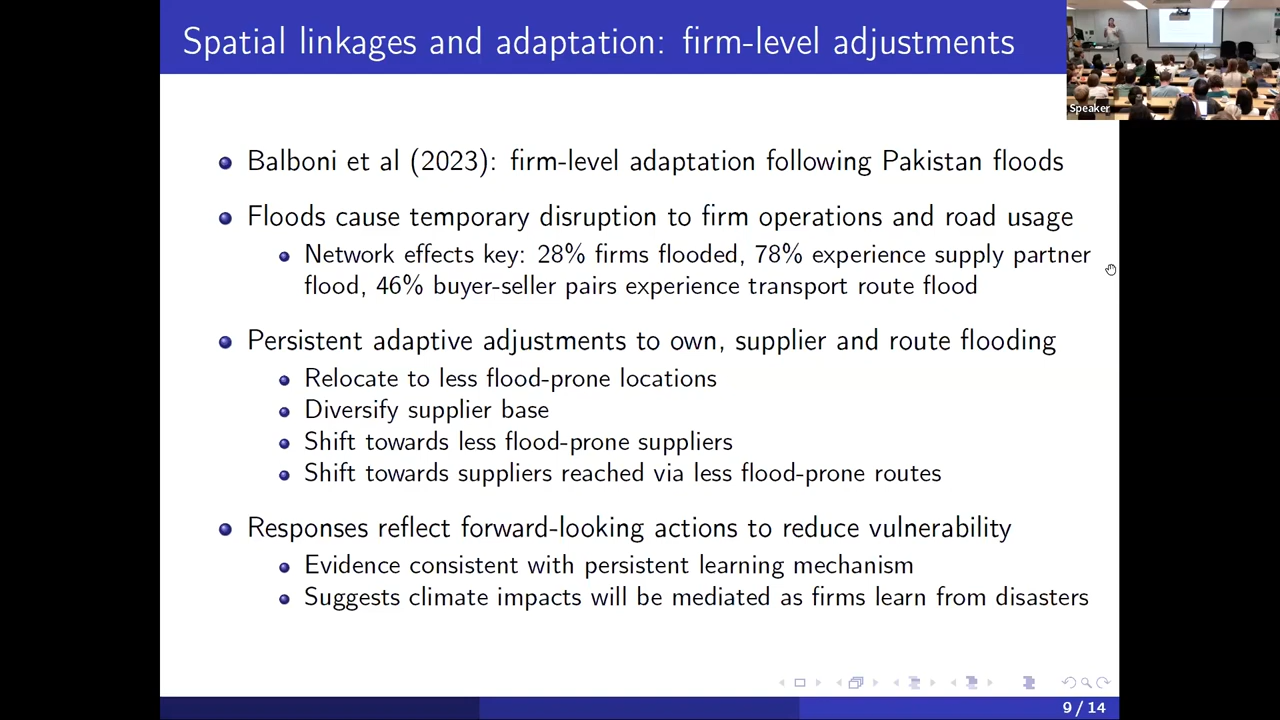 Spatial linkages and adaptation: firm-level adjustments
Speaker
Balboni et al (2023): firm-level adaptation following Pakistan floods
Floods cause temporary disruption to firm operations and road usage
Network effects key: 28% firms flooded, 78% experience supply partner
flood, 46% buyer-seller pairs experience transport route flood
Persistent adaptive adjustments to own, supplier and route flooding
Relocate to less flood-prone locations
Diversify supplier base
Shift towards less flood-prone suppliers
Shift towards suppliers reached via less flood-prone routes
Responses reflect forward-looking actions to reduce vulnerability
Evidence consistent with persistent learning mechanism
Suggests climate impacts will be mediated as firms learn from disasters
9 / 14